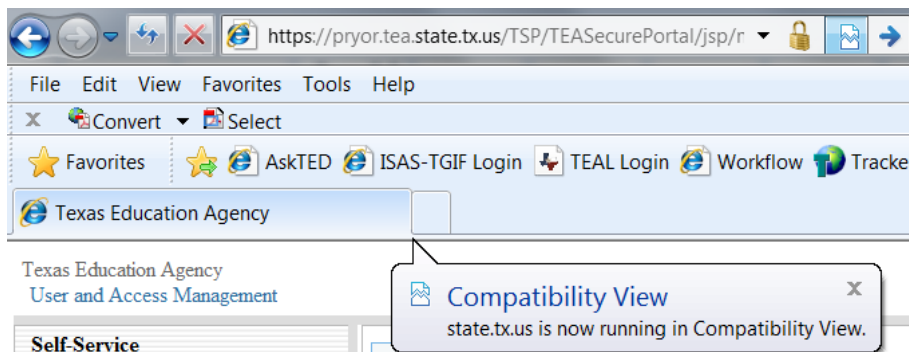 https://pryor.tea.state.tx.us/TSP/TEASecurePortal/jsp/r
File Edit View Favorites Tools Help
x Convert Select
Favorites AskTED ISAS-TGIF Login TEAL Login Workflow Tracke
Texas Education Agency
Texas Education Agency
User and Access Management
Compatibility View x
state.tx.us is now running in Compatibility View.
Self-Service